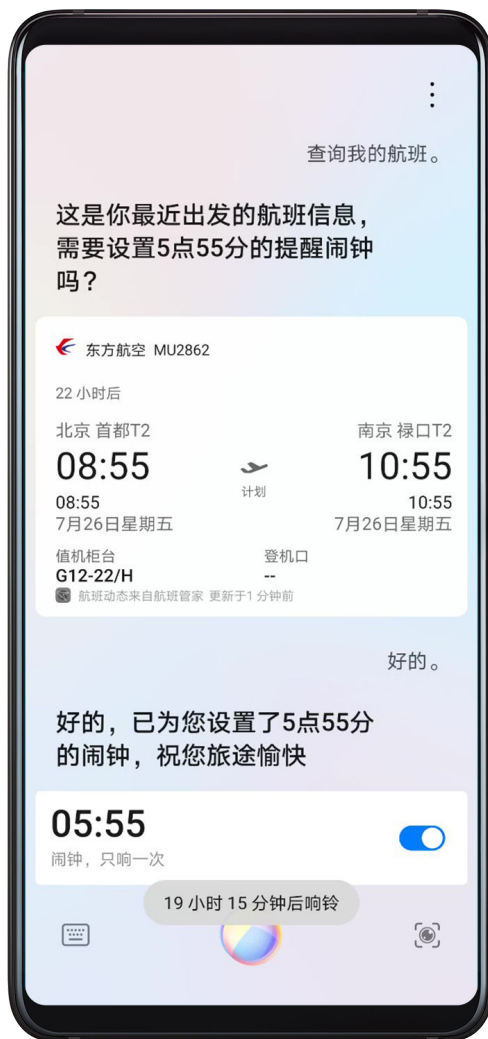 查询我的航班。
这是你最近出发的航班信息，
需要设置5点55分的提醒闹钟
吗？
东方航空 MU2862
22 小时后
北京 首都T2
南京 禄口T2
08:55
10:55
计划
08:55
10:55
7月26日星期五
7月26日星期五
值机柜台
登机口
G12-22/H
--
航班动态来自航班管家 更新于1 分钟前
好的。
好的，已为您设置了5点55分
的闹钟，祝您旅途愉快
05:55
闹钟，只响一次
19 小时 15 分钟后响铃